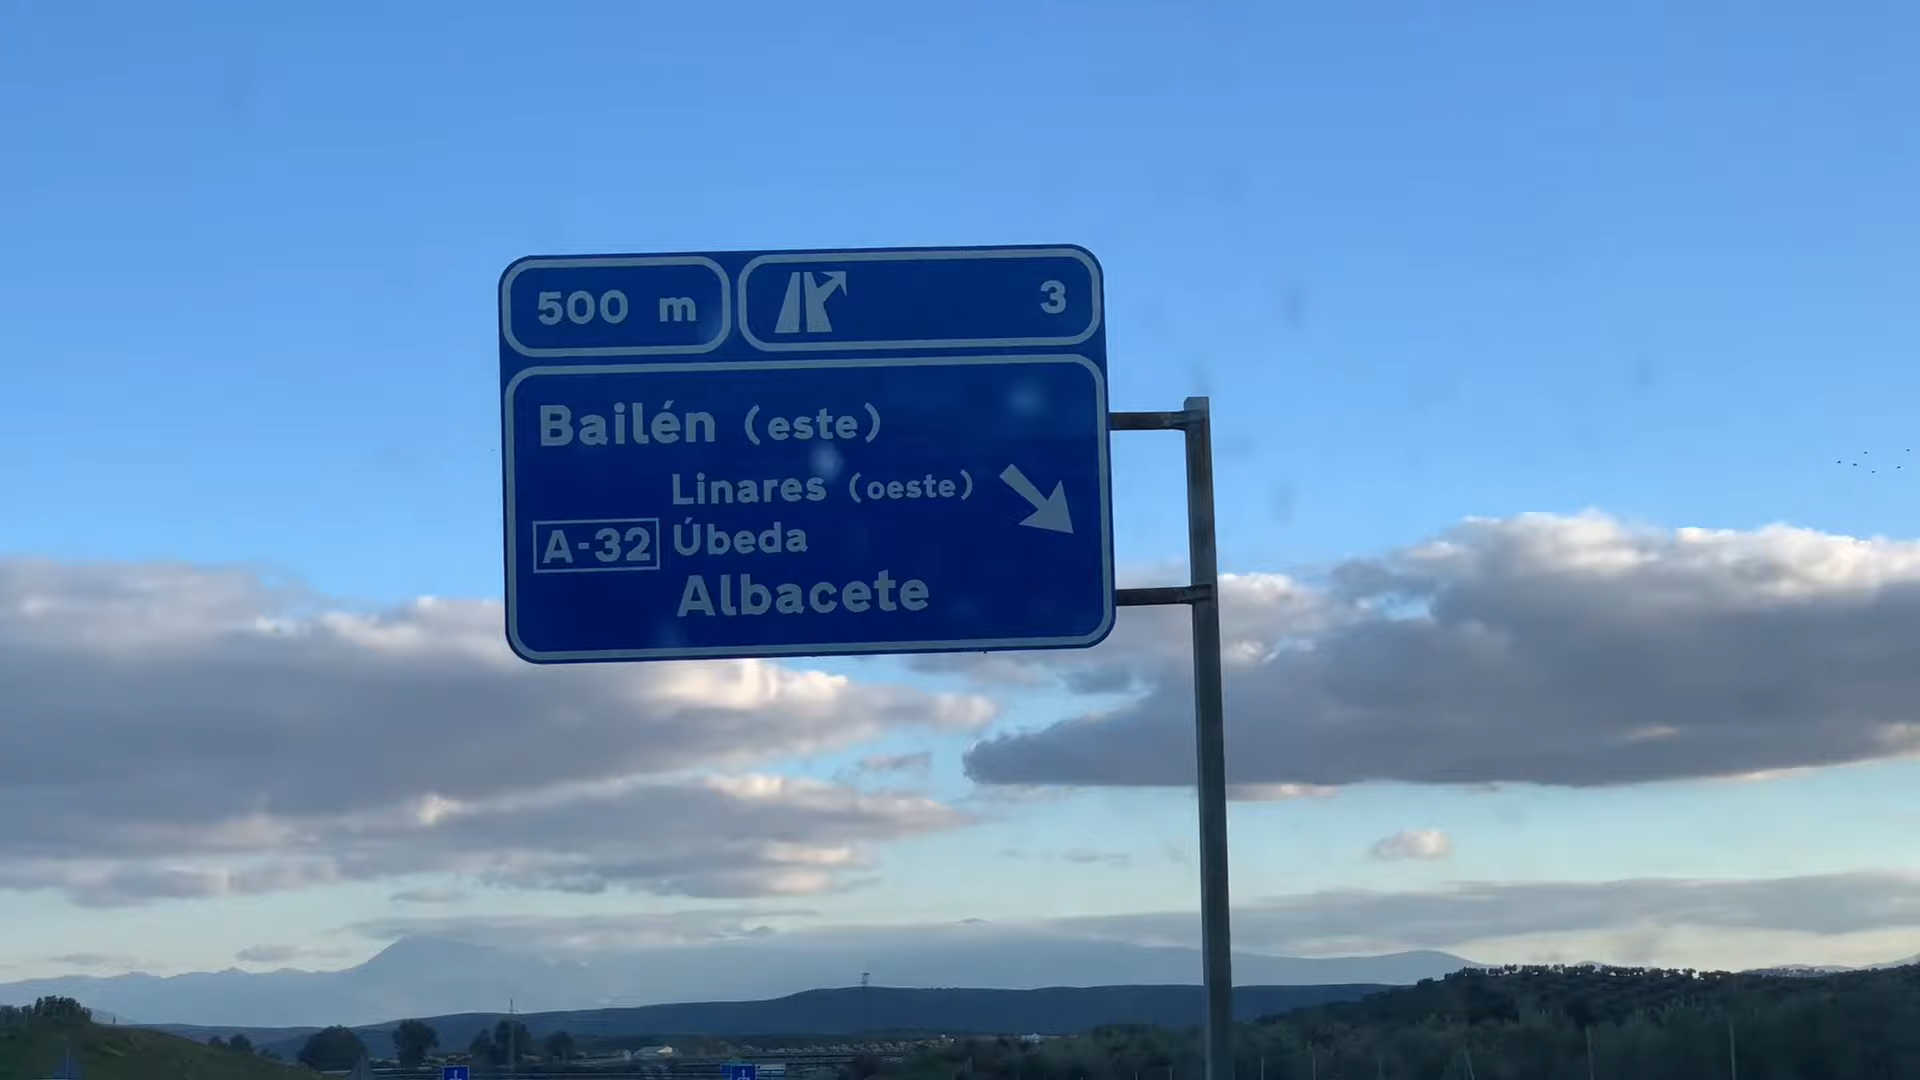 500 m
3
Bailén (este)
Linares (oeste)
A-32 Úbeda
Albacete